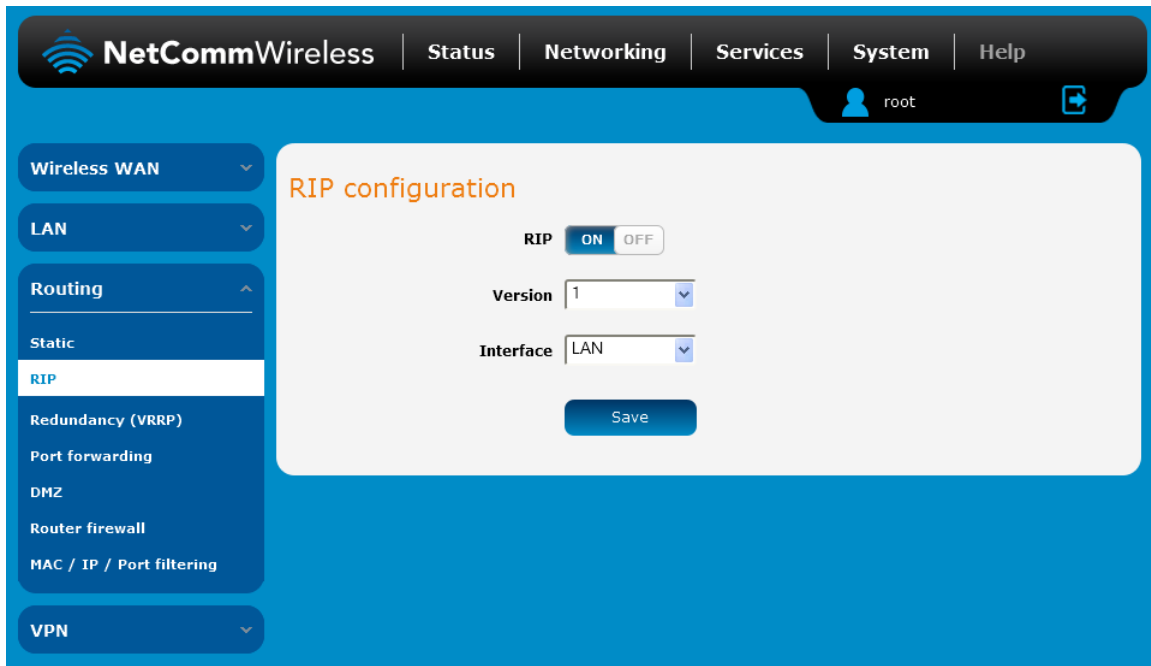 NetCommWireless Status Networking Services System Help
root
Wireless WAN
LAN
Routing
Static
RIP
Redundancy (VRRP)
Port forwarding
DMZ
Router firewall
MAC / IP / Port filtering
VPN
RIP configuration
RIP ON OFF
Version 1
Interface LAN
Save